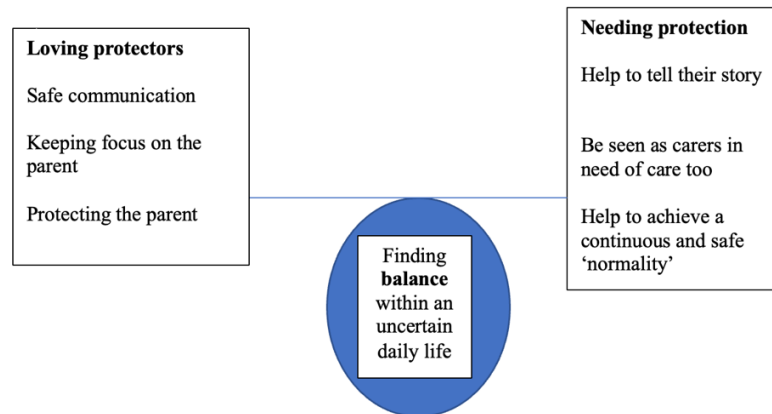 Loving protectors
Safe communication
Keeping focus on the
parent
Protecting the parent
Needing protection
Help to tell their story
Be seen as carers in
need of care too
Help to achieve a
continuous and safe
‘normality’
Finding
balance
within an
uncertain
daily life